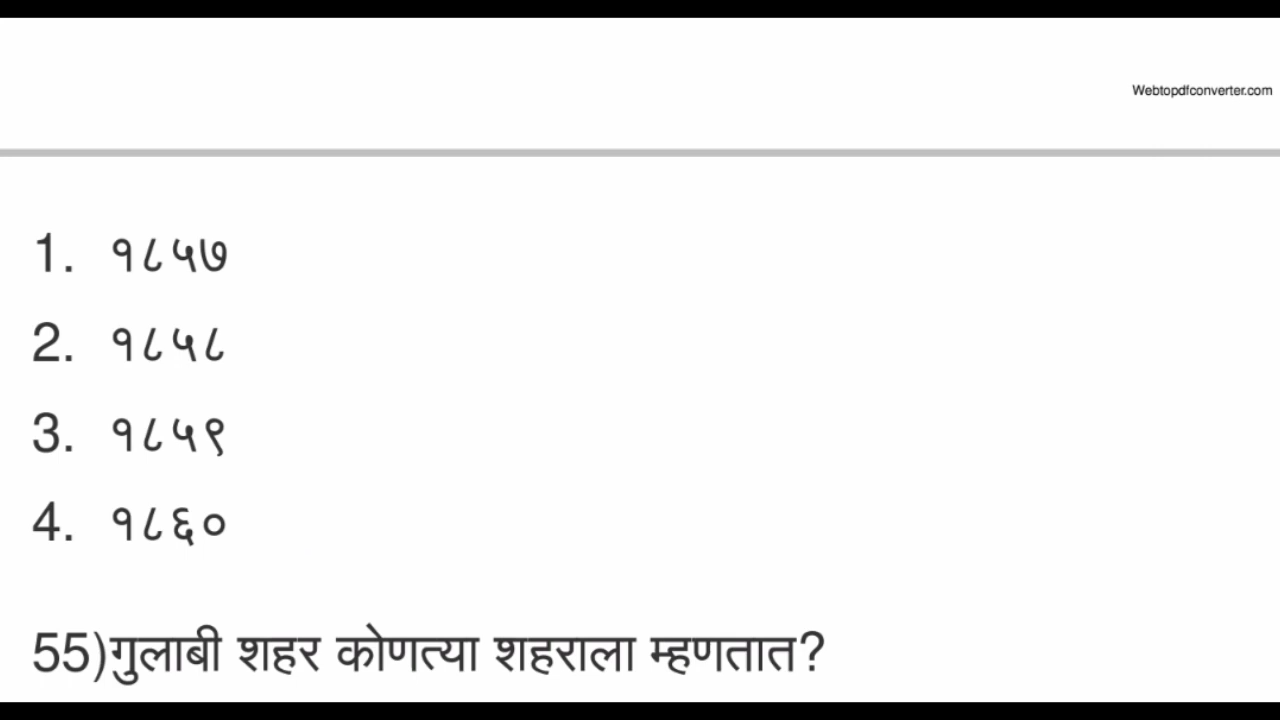 Webtopdfconverter.com
1. १८५७
2. १८५८
3. १८५९
4. १८६०
55)गुलाबी शहर कोणत्या शहराला म्हणतात?